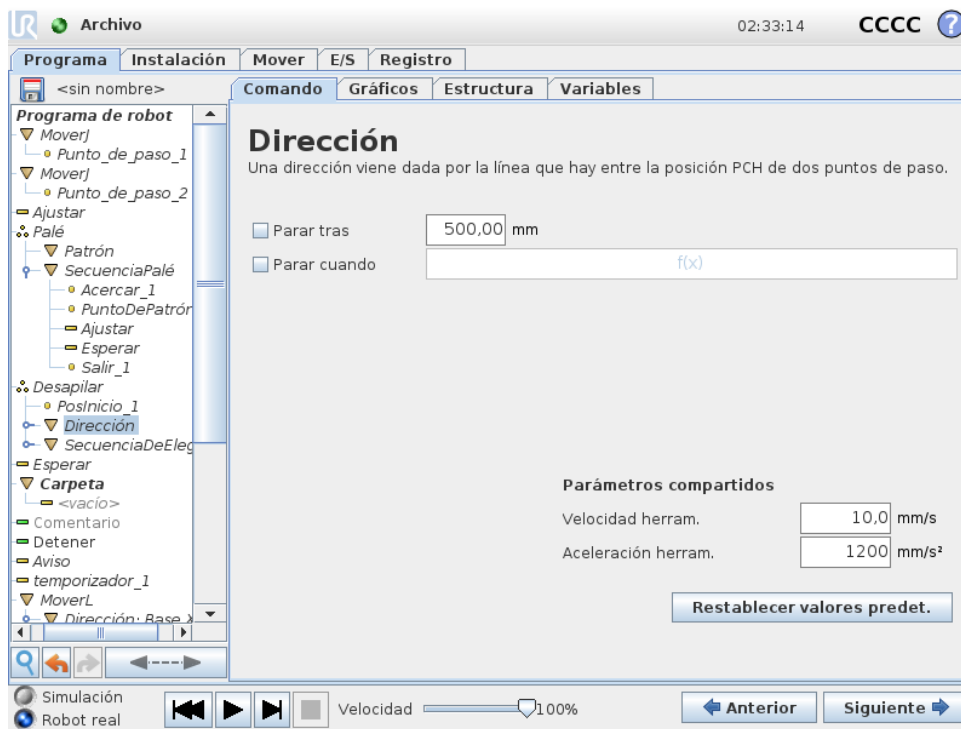 UR Archivo 02:33:14 CCCC ?
Programa Instalación Mover E/S Registro
<sin nombre> Comando Gráficos Estructura Variables
Programa de robot
MoverJ
Punto_de_paso_1
MoverJ
Punto_de_paso_2
Ajustar
Palé
Patrón
SecuenciaPalé
Acercar_1
PuntoDePatrón
Ajustar
Esperar
Salir_1
Desapilar
PosInicio_1
Dirección
SecuenciaDeEleg
Esperar
Carpeta
<vacío>
Comentario
Detener
Aviso
temporizador_1
MoverL
Dirección: Base X
Dirección
Una dirección viene dada por la línea que hay entre la posición PCH de dos puntos de paso.
Parar tras 500,00 mm
Parar cuando f(x)
Parámetros compartidos
Velocidad herram. 10,0 mm/s
Aceleración herram. 1200 mm/s²
Restablecer valores predet.
Simulación
Robot real
Velocidad 100%
Anterior Siguiente